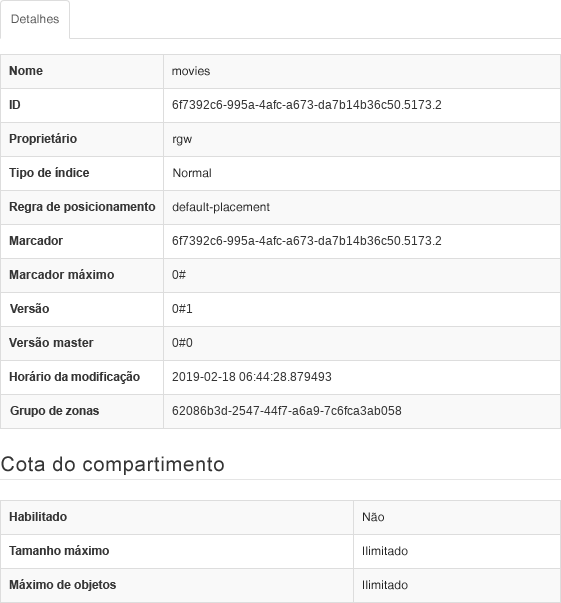 Detalhes
Nome movies
ID 6f7392c6-995a-4afc-a673-da7b14b36c50.5173.2
Proprietário rgw
Tipo de índice Normal
Regra de posicionamento default-placement
Marcador 6f7392c6-995a-4afc-a673-da7b14b36c50.5173.2
Marcador máximo 0#
Versão 0#1
Versão master 0#0
Horário da modificação 2019-02-18 06:44:28.879493
Grupo de zonas 62086b3d-2547-44f7-a6a9-7c6fca3ab058
Cota do compartimento
Habilitado Não
Tamanho máximo Ilimitado
Máximo de objetos Ilimitado